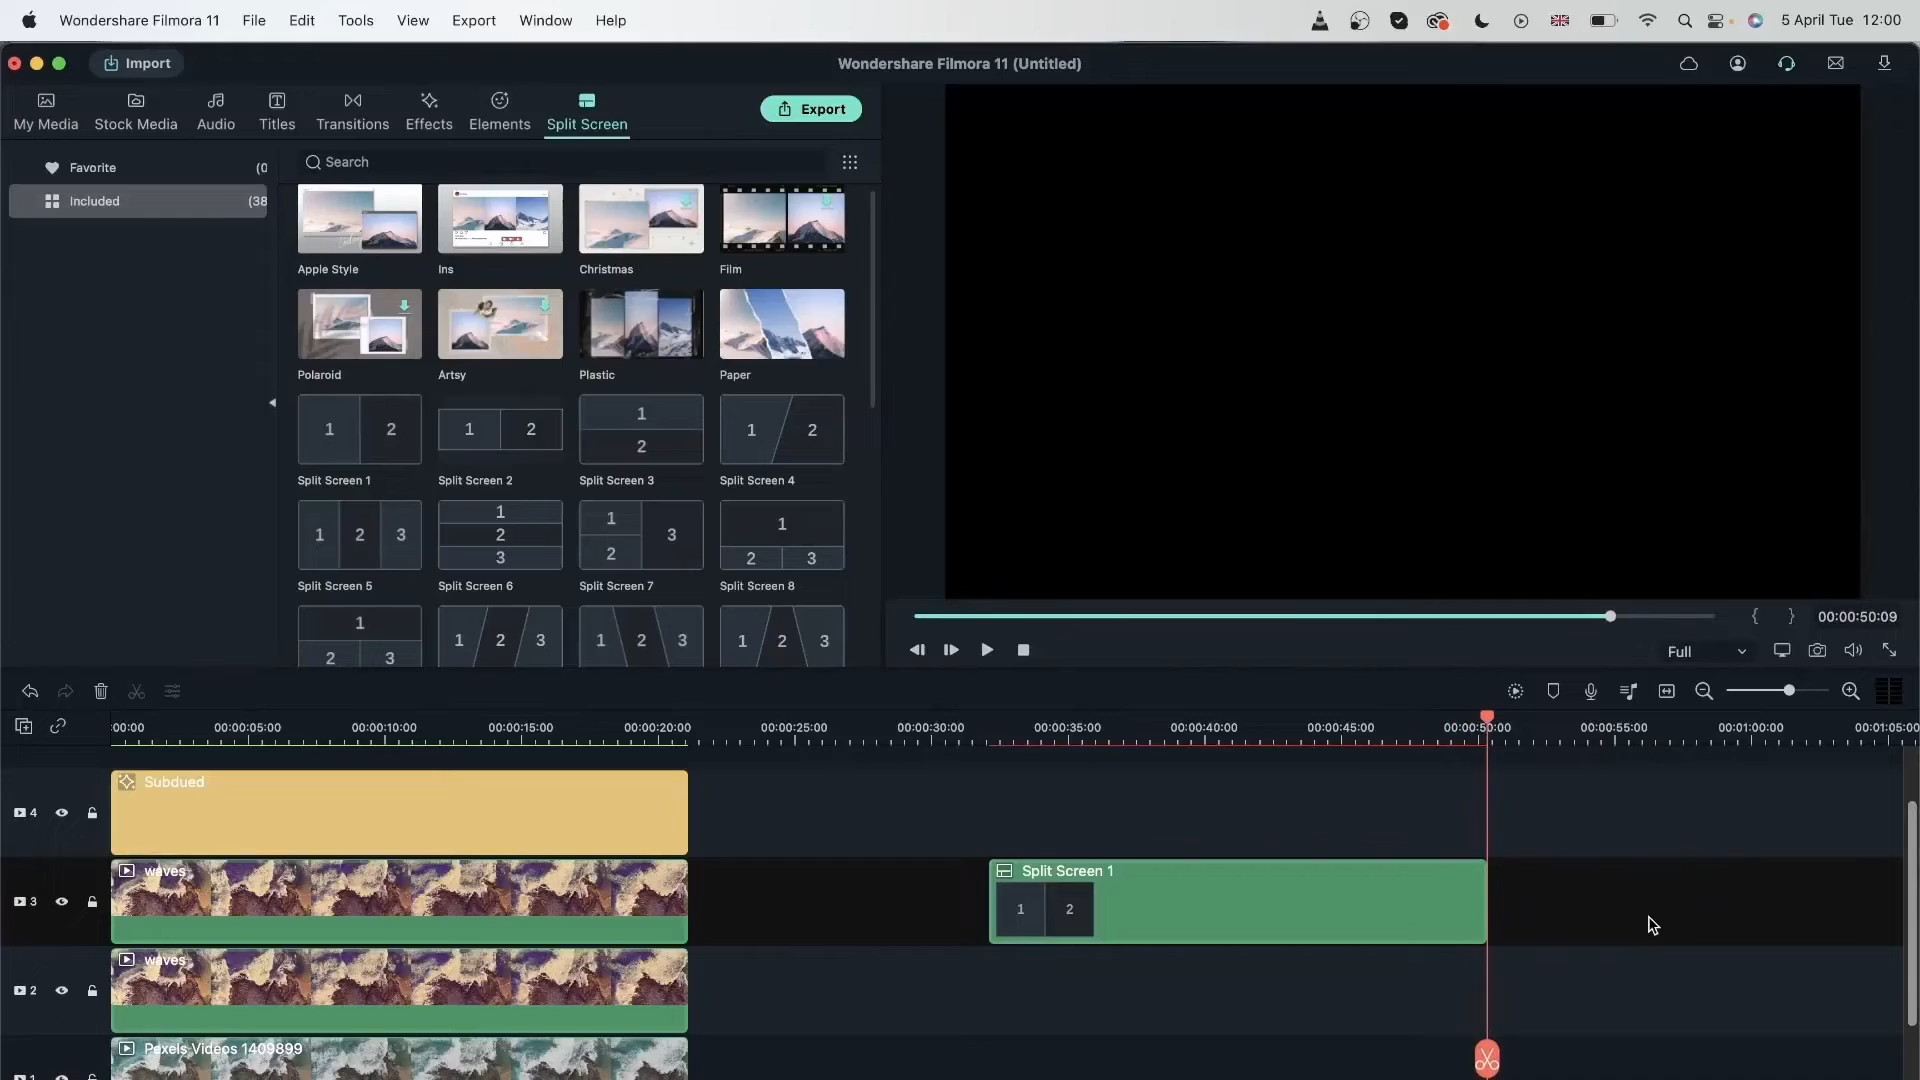 Wondershare Filmora 11 File Edit Tools View Export Window Help 5 April Tue 12:00
Import Wondershare Filmora 11 (Untitled)
My Media Stock Media Audio Titles Transitions Effects Elements Split Screen Export
Favorite (0
Included (38
Search
Apple Style Ins Christmas Film
Polaroid Artsy Plastic Paper
1 2 1 2 1 2 1 2
Split Screen 1 Split Screen 2 Split Screen 3 Split Screen 4
1 2 3 1 2 3 1 2 3 1 2 3
Split Screen 5 Split Screen 6 Split Screen 7 Split Screen 8
1 2 3 1 2 3 1 2 3 1 2 3
{ } 00:00:50:09
Full
:00:00 00:00:05:00 00:00:10:00 00:00:15:00 00:00:20:00 00:00:25:00 00:00:30:00 00:00:35:00 00:00:40:00 00:00:45:00 00:00:50:00 00:00:55:00 00:01:00:00 00:01:05:00
4 Subdued
3 waves Split Screen 1
1 2
2 waves
1 Pexels Videos 1409899